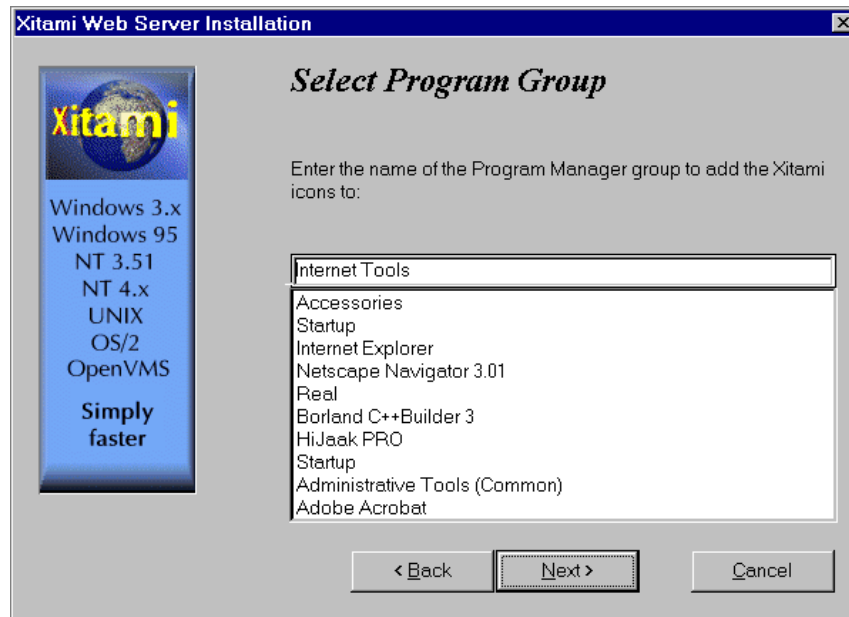 Xitami Web Server Installation
Xitami
Windows 3.x
Windows 95
NT 3.51
NT 4.x
UNIX
OS/2
OpenVMS
Simply
faster
Select Program Group
Enter the name of the Program Manager group to add the Xitami
icons to:
Internet Tools
Accessories
Startup
Internet Explorer
Netscape Navigator 3.01
Real
Borland C++Builder 3
HiJaak PRO
Startup
Administrative Tools (Common)
Adobe Acrobat
< Back
Next >
Cancel